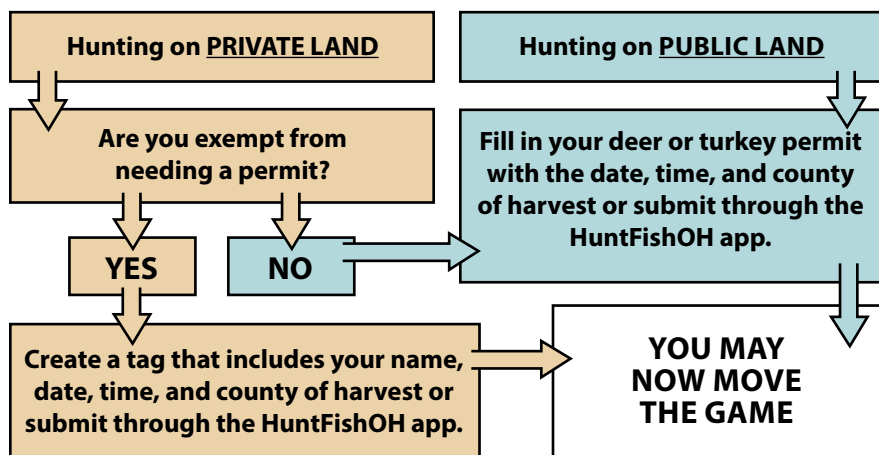 Hunting on PRIVATE LAND
Hunting on PUBLIC LAND
Are you exempt from
needing a permit?
Fill in your deer or turkey permit
with the date, time, and county
of harvest or submit through the
HuntFishOH app.
YES
NO
Create a tag that includes your name,
date, time, and county of harvest or
submit through the HuntFishOH app.
YOU MAY
NOW MOVE
THE GAME